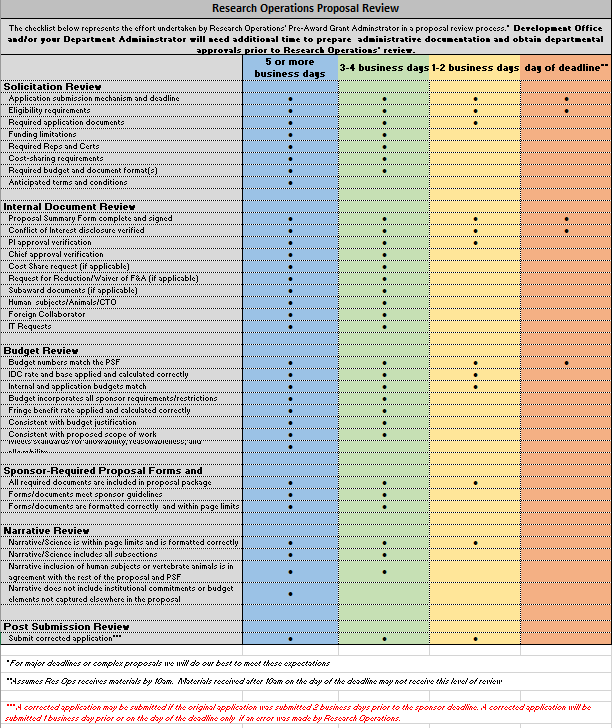 Research Operations Proposal Review
The checklist below represents the effort undertaken by Research Operations' Pre-Award Grant Adminstrator in a proposal review process.* Development Office
and/or your Department Administrator will need additional time to prepare administrative documentation and obtain departmental
approvals prior to Research Operations' review.
5 or more
business days
3-4 business days
1-2 business days
day of deadline**
Solicitation Review
Application submission mechanism and deadline • • • •
Eligibility requirements • • • •
Required application documents • • •
Funding limitations • •
Required Reps and Certs • •
Cost-sharing requirements • •
Required budget and document format(s) • •
Anticipated terms and conditions •
Internal Document Review
Proposal Summary Form complete and signed • • • •
Conflict of Interest disclosure verified • • • •
PI approval verification • • •
Chief approval verification • •
Cost Share request (if applicable) • •
Request for Reduction/Waiver of F&A (if applicable) • •
Subaward documents (if applicable) • •
Human subjects/Animals/CTO • •
Foreign Collaborator • •
IT Requests • •
Budget Review
Budget numbers match the PSF • • • •
IDC rate and base applied and calculated correctly • • •
Internal and application budgets match • • •
Budget incorporates all sponsor requirements/restrictions • •
Fringe benefit rate applied and calculated correctly • •
Consistent with budget justification • •
Consistent with proposed scope of work • •
Meets standards for allowability, reasonableness, and •
Sponsor-Required Proposal Forms and
All required documents are included in proposal package • • •
Forms/documents meet sponsor guidelines • •
Forms/documents are formatted correctly and within page limits • •
Narrative Review
Narrative/Science is within page limits and is formatted correctly • • •
Narrative/Science includes all subsections • •
Narrative inclusion of human subjects or vertebrate animals is in
agreement with the rest of the proposal and PSF • •
Narrative does not include institutional commitments or budget
elements not captured elsewhere in the proposal •
Post Submission Review
Submit corrected application*** • • •
*For major deadlines or complex proposals we will do our best to meet these expectations
**Assumes Res Ops receives materials by 10am. Materials received after 10am on the day of the deadline may not receive this level of review
***A corrected application may be submitted if the original application was submitted 2 business days prior to the sponsor deadline. A corrected application will be
submitted 1 business day prior or on the day of the deadline only if an error was made by Research Operations.